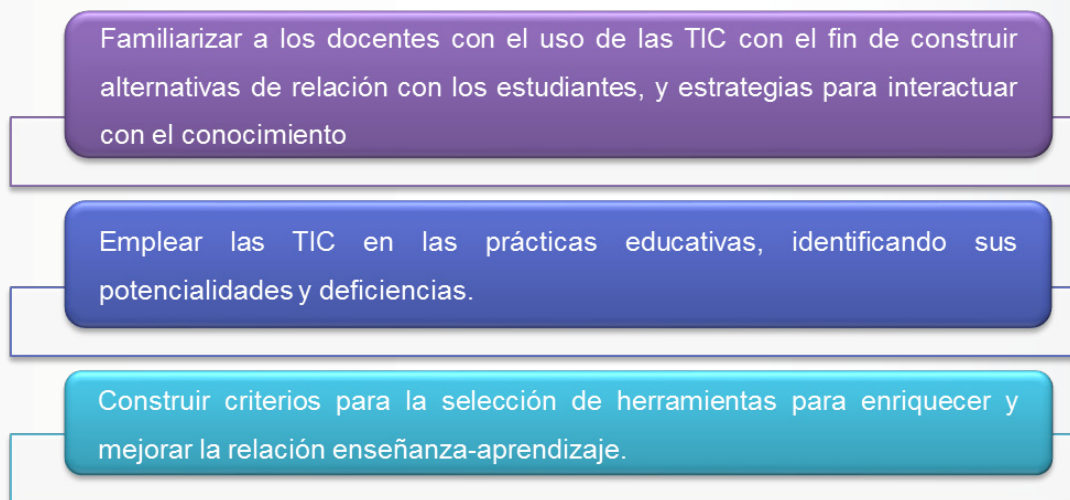 Familiarizar a los docentes con el uso de las TIC con el fin de construir
alternativas de relación con los estudiantes, y estrategias para interactuar
con el conocimiento
Emplear las TIC en las prácticas educativas, identificando sus
potencialidades y deficiencias.
Construir criterios para la selección de herramientas para enriquecer y
mejorar la relación enseñanza-aprendizaje.